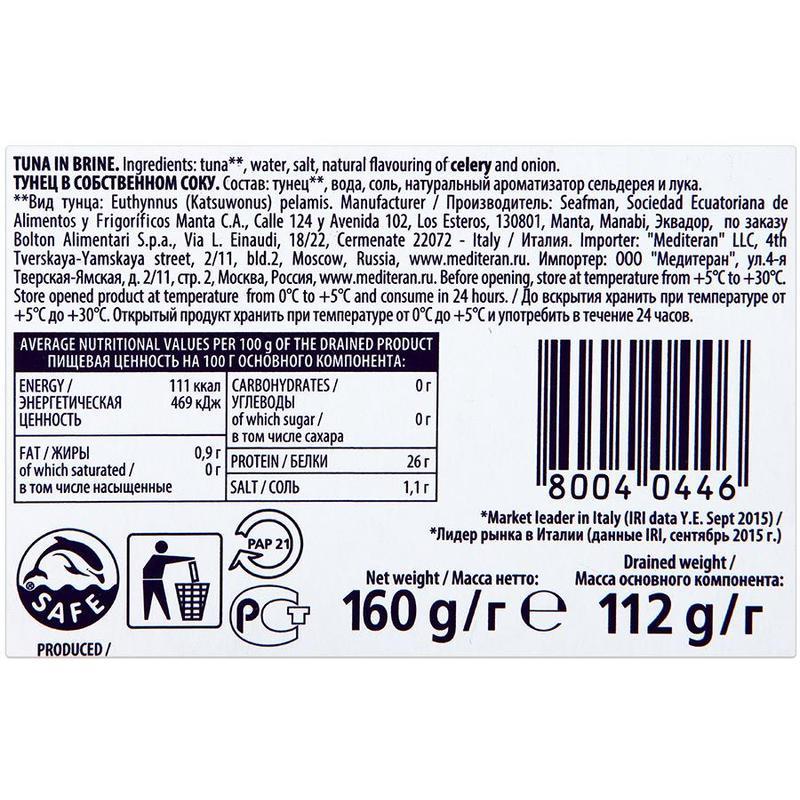 TUNA IN BRINE. Ingredients: tuna**, water, salt, natural flavouring of celery and onion.
ТУНЕЦ В СОБСТВЕННОМ СОКУ. Состав: тунец**, вода, соль, натуральный ароматизатор сельдерея и лука.
**Вид тунца: Euthynnus (Katsuwonus) pelamis. Manufacturer / Производитель: Seafman, Sociedad Ecuatoriana de
Alimentos y Frigoríficos Manta C.A., Calle 124 y Avenida 102, Los Esteros, 130801, Manta, Manabi, Эквадор, по заказу
Bolton Alimentari S.p.a., Via L. Einaudi, 18/22, Cermenate 22072 - Italy / Италия. Importer: "Mediteran" LLC, 4th
Tverskaya-Yamskaya street, 2/11, bld.2, Moscow, Russia, www.mediteran.ru. Импортер: ООО "Медитеран", ул.4-я
Тверская-Ямская, д. 2/11, стр. 2, Москва, Россия, www.mediteran.ru. Before opening, store at temperature from +5°C to +30°C.
Store opened product at temperature from 0°C to +5°C and consume in 24 hours. / До вскрытия хранить при температуре от
+5°C до +30°C. Открытый продукт хранить при температуре от 0°C до +5°C и употребить в течение 24 часов.
AVERAGE NUTRITIONAL VALUES PER 100 g OF THE DRAINED PRODUCT
ПИЩЕВАЯ ЦЕННОСТЬ НА 100 Г ОСНОВНОГО КОМПОНЕНТА:
ENERGY / 111 ккал
ЭНЕРГЕТИЧЕСКАЯ 469 кДж
ЦЕННОСТЬ
FAT / ЖИРЫ 0,9 г
of which saturated / 0 г
в том числе насыщенные
CARBOHYDRATES / 0 г
УГЛЕВОДЫ
of which sugar / 0 г
в том числе сахара
PROTEIN / БЕЛКИ 26 г
SALT / СОЛЬ 1,1 г
8004 0446
*Market leader in Italy (IRI data Y.E. Sept 2015) /
*Лидер рынка в Италии (данные IRI, сентябрь 2015 г.)
® SAFE
PAP 21
РСТ
Net weight / Масса нетто:
160 g/г e
Drained weight /
Масса основного компонента:
112 g/г
PRODUCED /